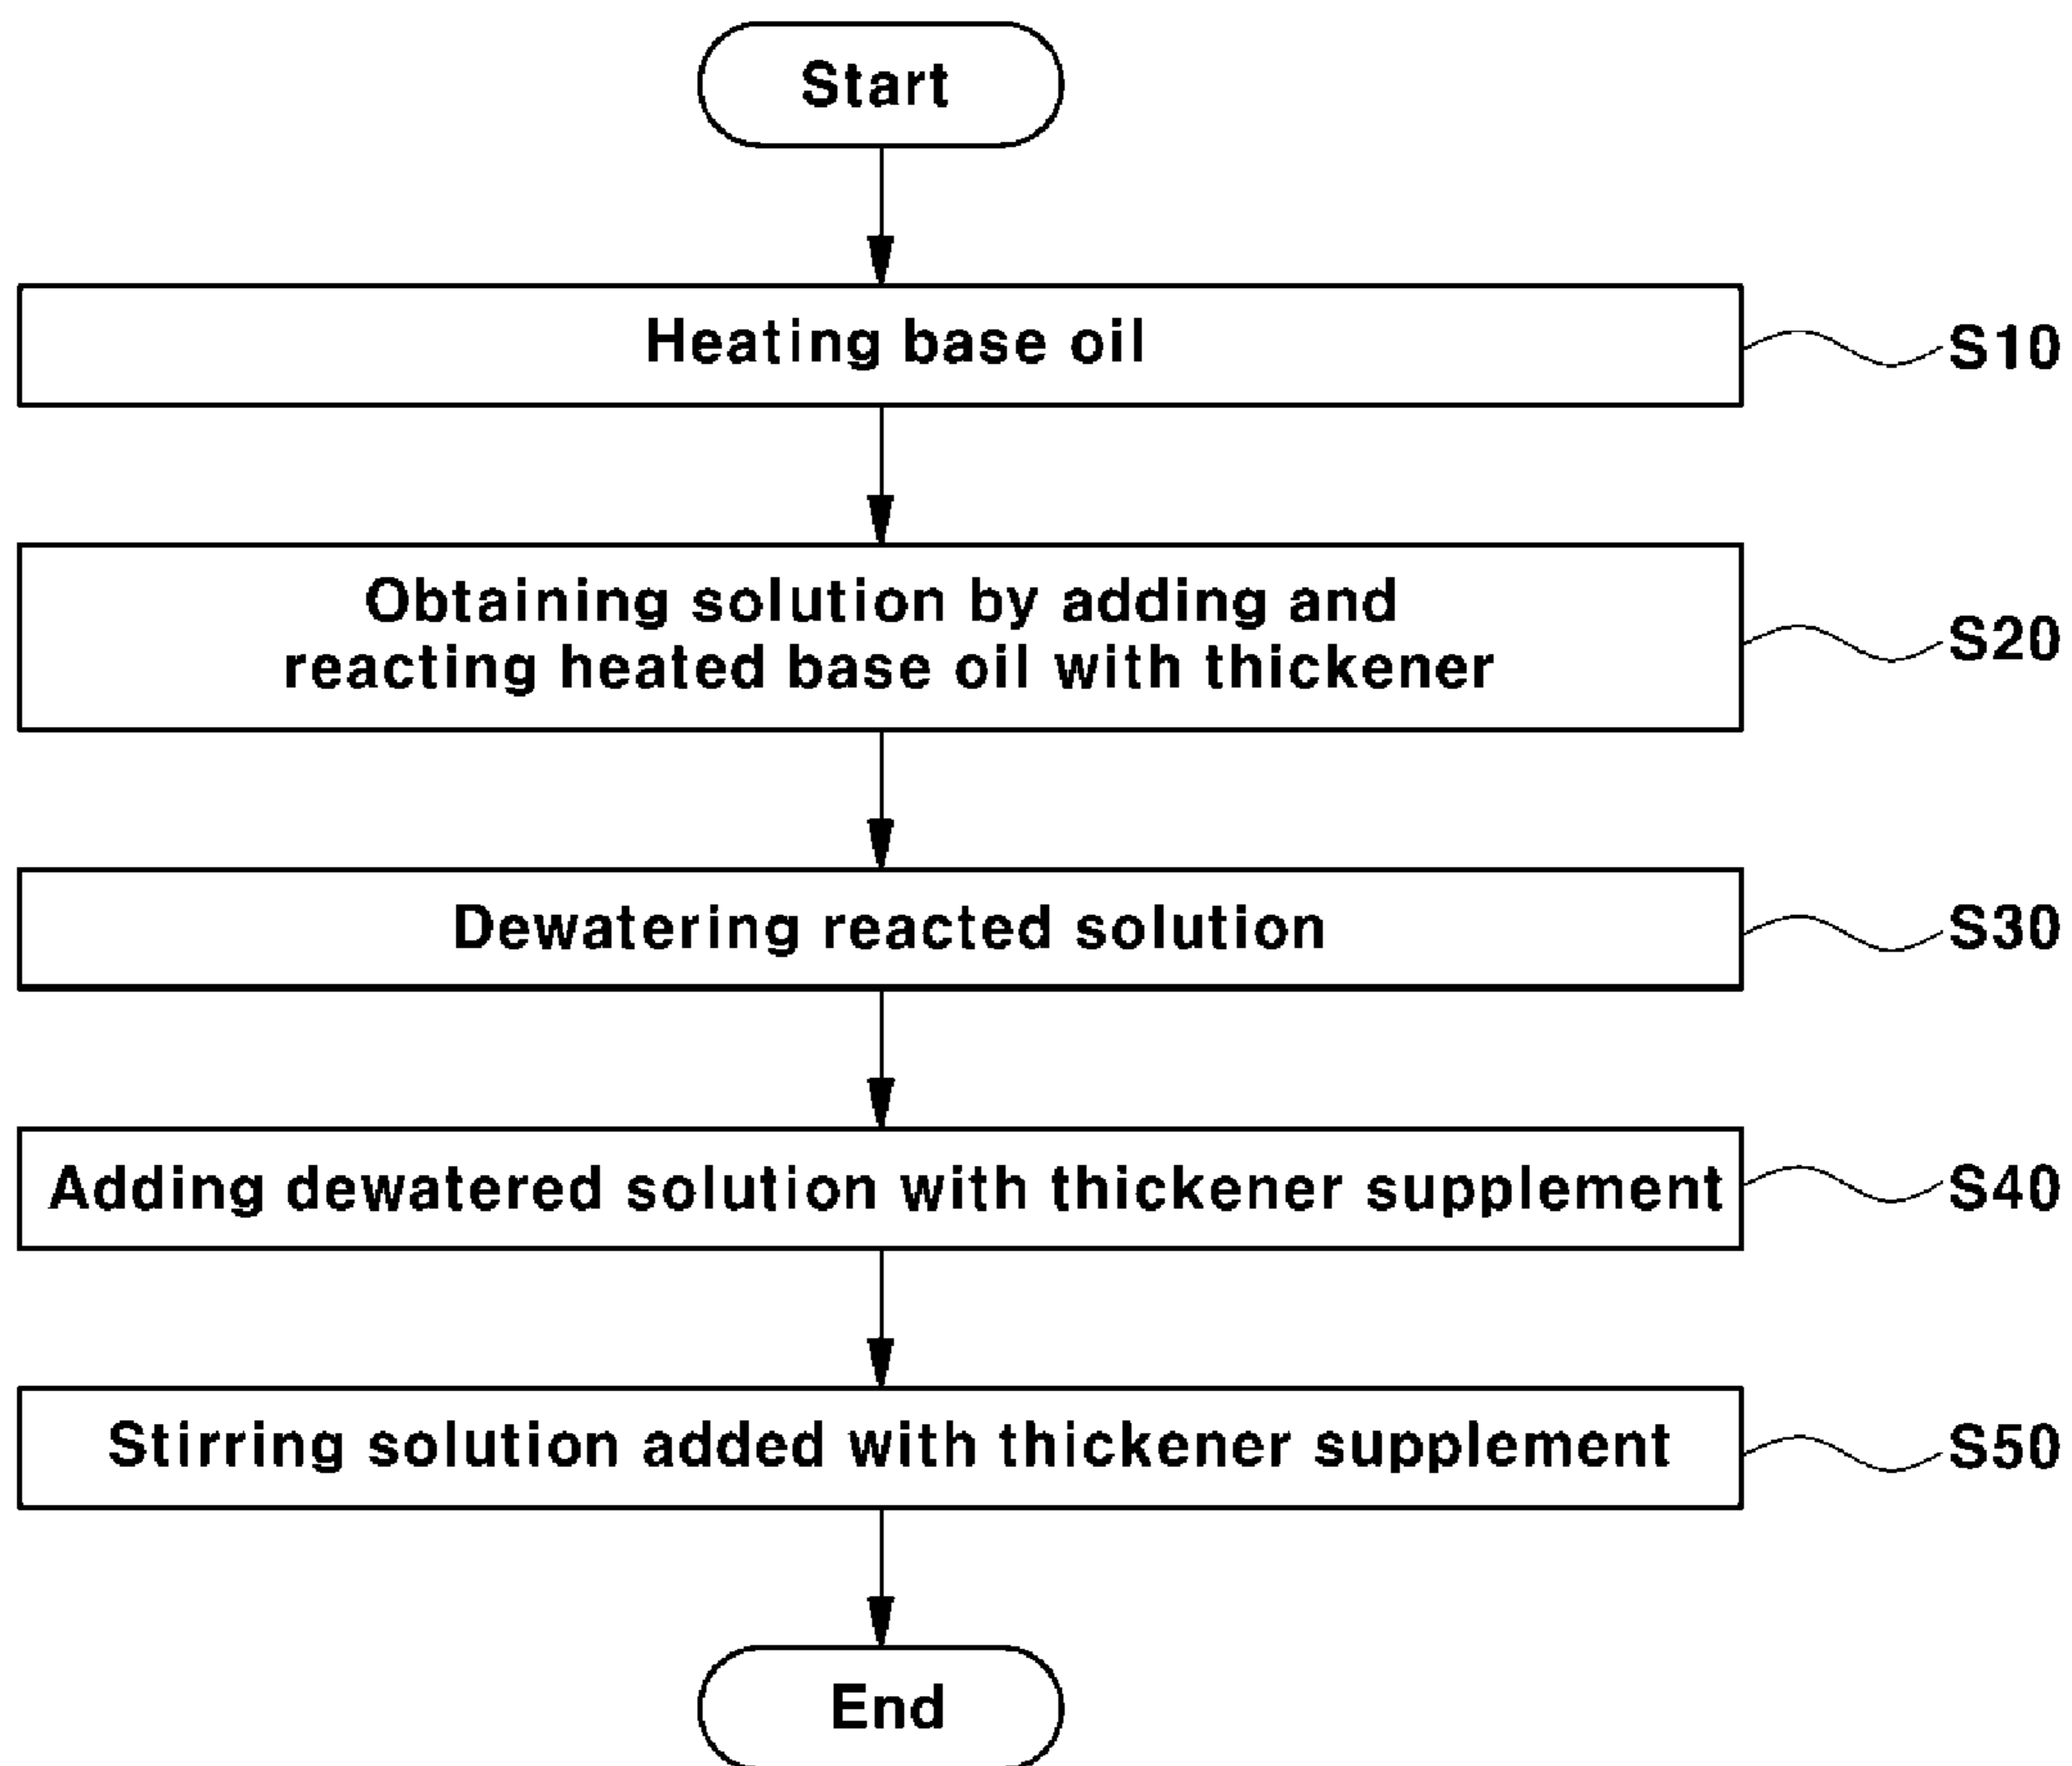 Start
Heating base oil
S10
Obtaining solution by adding and
reacting heated base oil with thickener
S20
Dewatering reacted solution
S30
Adding dewatered solution with thickener supplement
S40
Stirring solution added with thickener supplement
S50
End